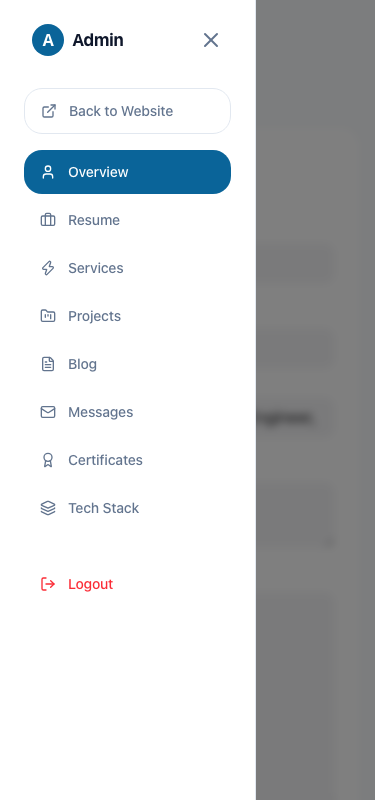 A Admin
Back to Website
Overview
Resume
Services
Projects
Blog
Messages
Certificates
Tech Stack
Logout